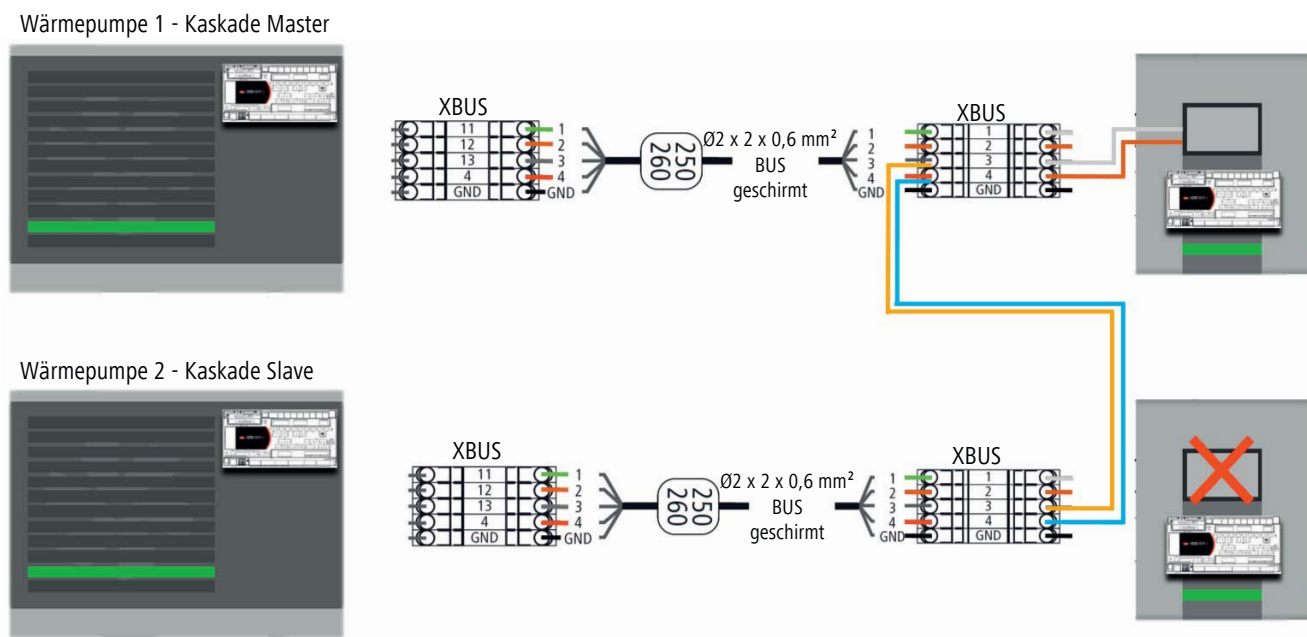 Wärmepumpe 1 - Kaskade Master
XBUS
11
12
13
4
GND
1
2
3
4
GND
250
260
Ø2 x 2 x 0,6 mm²
BUS
geschirmt
1
2
3
4
GND
XBUS
1
2
3
4
GND
Wärmepumpe 2 - Kaskade Slave
XBUS
11
12
13
4
GND
1
2
3
4
GND
250
260
Ø2 x 2 x 0,6 mm²
BUS
geschirmt
1
2
3
4
GND
XBUS
1
2
3
4
GND